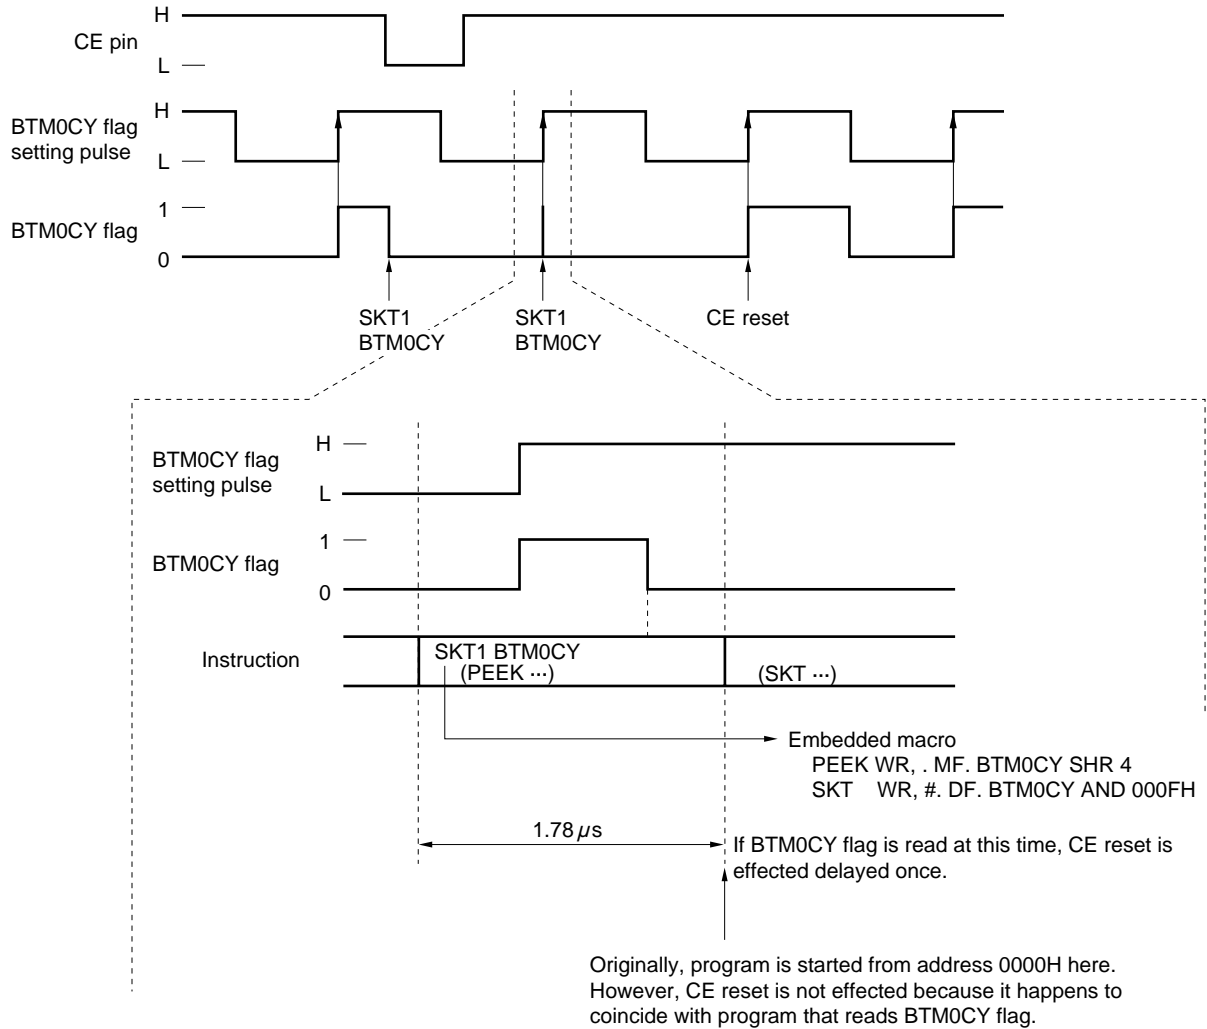 H
CE pin
L
H
BTM0CY flag
setting pulse
L
1
BTM0CY flag
0
SKT1
BTM0CY
SKT1
BTM0CY
CE reset
H
BTM0CY flag
setting pulse
L
1
BTM0CY flag
0
Instruction
SKT1 BTM0CY
(PEEK ···)
(SKT ···)
Embedded macro
PEEK WR, . MF. BTM0CY SHR 4
SKT WR, #. DF. BTM0CY AND 000FH
1.78 μs
If BTM0CY flag is read at this time, CE reset is
effected delayed once.
Originally, program is started from address 0000H here.
However, CE reset is not effected because it happens to
coincide with program that reads BTM0CY flag.